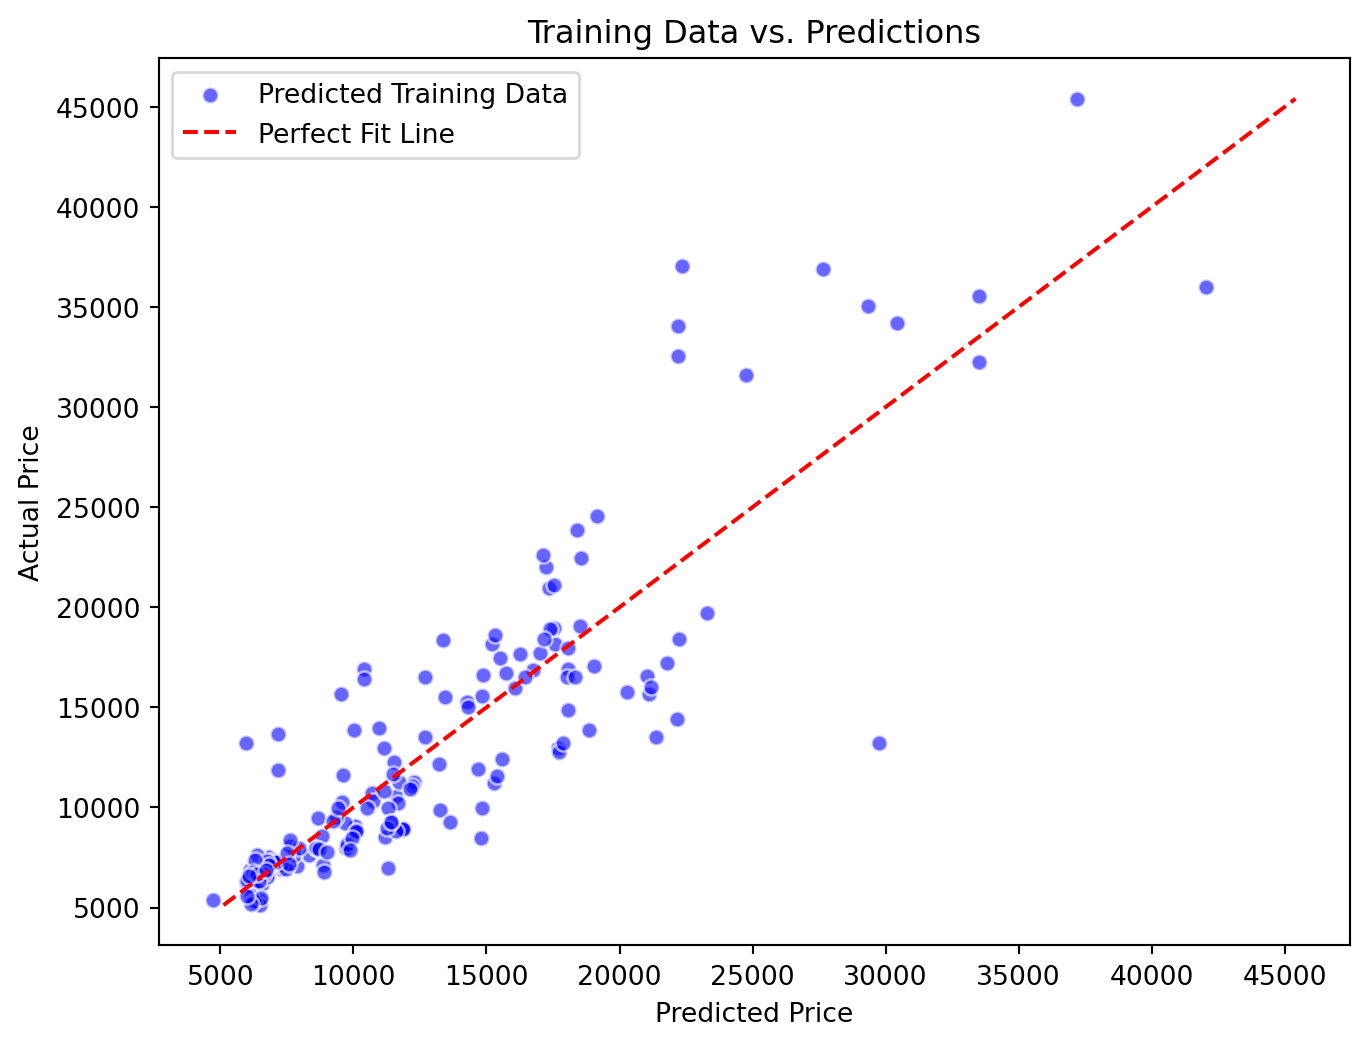 Training Data vs. Predictions
Predicted Training Data
Perfect Fit Line
45000
40000
35000
30000
25000
20000
15000
10000
5000
Actual Price
5000 10000 15000 20000 25000 30000 35000 40000 45000
Predicted Price